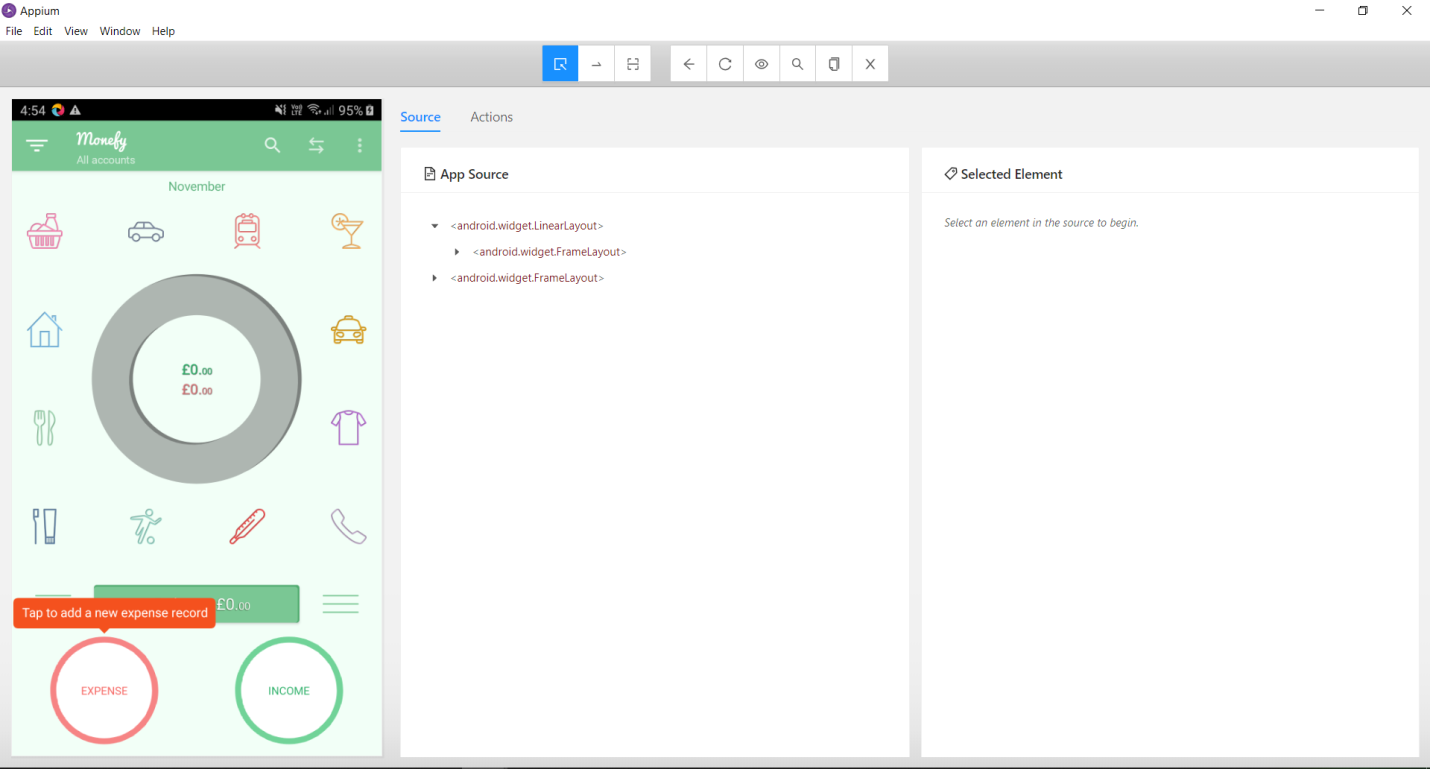 Appium
File Edit View Window Help
4:54 Vo) LTE 95%
Monefy
All accounts
November
£0.00
£0.00
£0.00
Tap to add a new expense record
EXPENSE INCOME
Source Actions
App Source
<android.widget.LinearLayout>
<android.widget.FrameLayout>
<android.widget.FrameLayout>
Selected Element
Select an element in the source to begin.